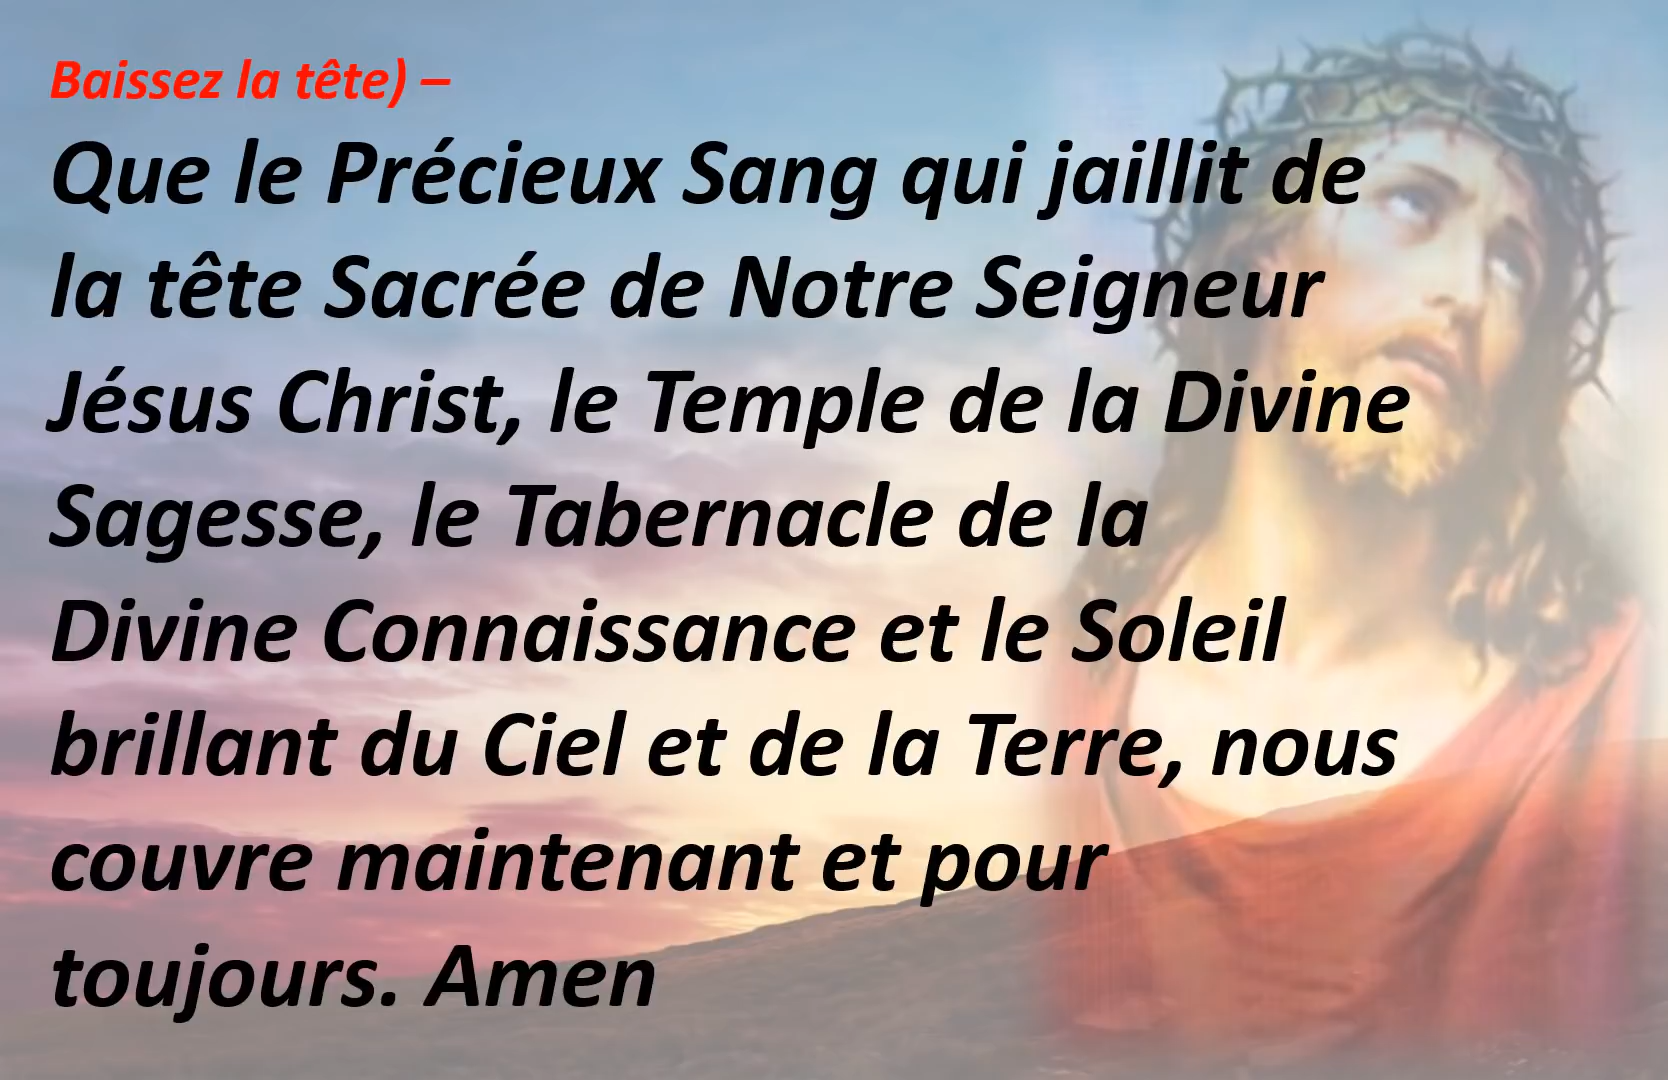 Baissez la tête) –
Que le Précieux Sang qui jaillit de
la tête Sacrée de Notre Seigneur
Jésus Christ, le Temple de la Divine
Sagesse, le Tabernacle de la
Divine Connaissance et le Soleil
brillant du Ciel et de la Terre, nous
couvre maintenant et pour
toujours. Amen